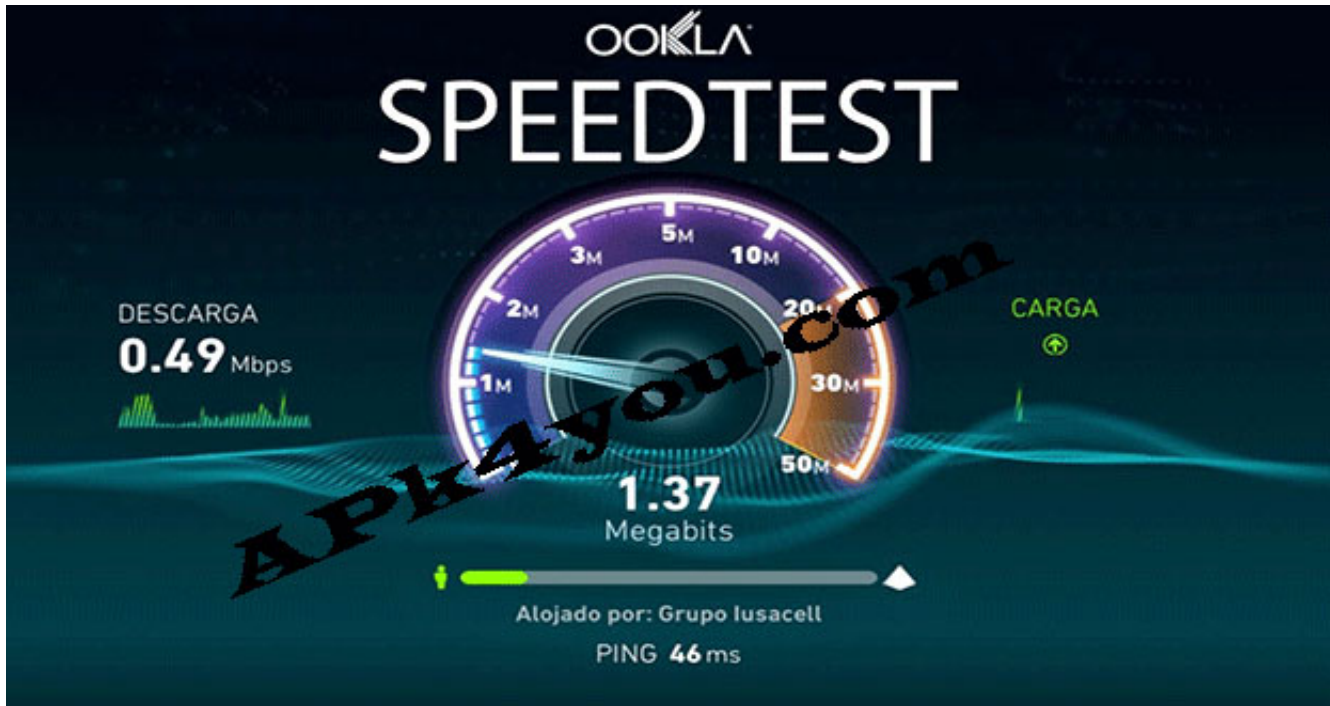 OOKLA
SPEEDTEST
5M
3M
10M
2M
20M
1M
30M
50M
DESCARGA
0.49 Mbps
CARGA
APk4you.com
1.37
Megabits
Alojado por: Grupo Iusacell
PING 46 ms